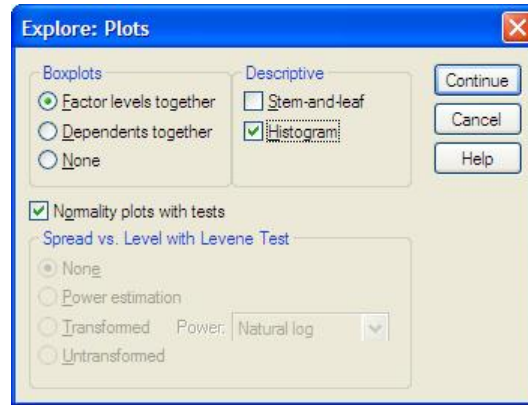 Explore: Plots
Boxplots
Factor levels together
Dependents together
None
Descriptive
Stem-and-leaf
Histogram
Continue
Cancel
Help
Normality plots with tests
Spread vs. Level with Levene Test
None
Power estimation
Transformed Power: Natural log
Untransformed